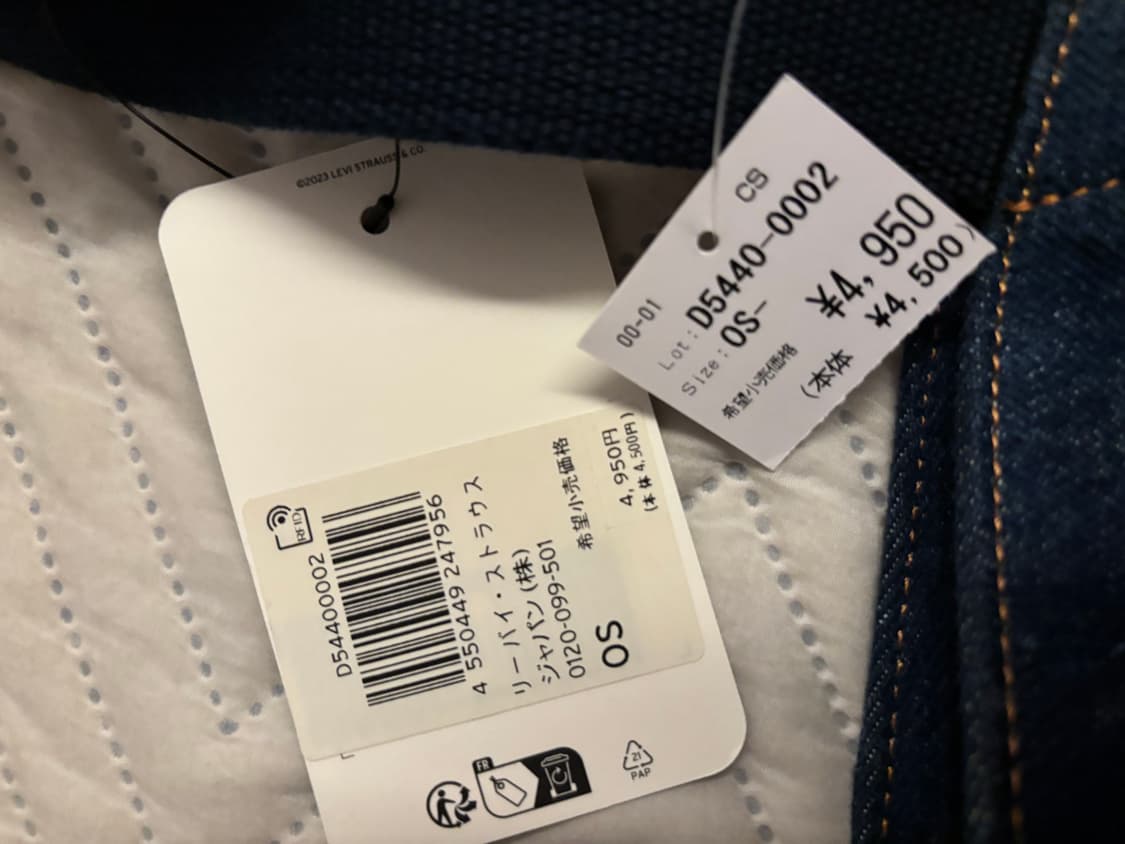 ©2023 LEVI STRAUSS & CO.
RFID
D54400002
4 550449 247956
リーバイ・ストラウス
ジャパン(株)
0120-099-501
希望小売価格
OS
4,950円
(本体 4,500円)
FR
21
PAP
00-01
CS
Lot: D5440-0002
Size: OS-
希望小売価格
¥4,950
(本体 ¥4,500)